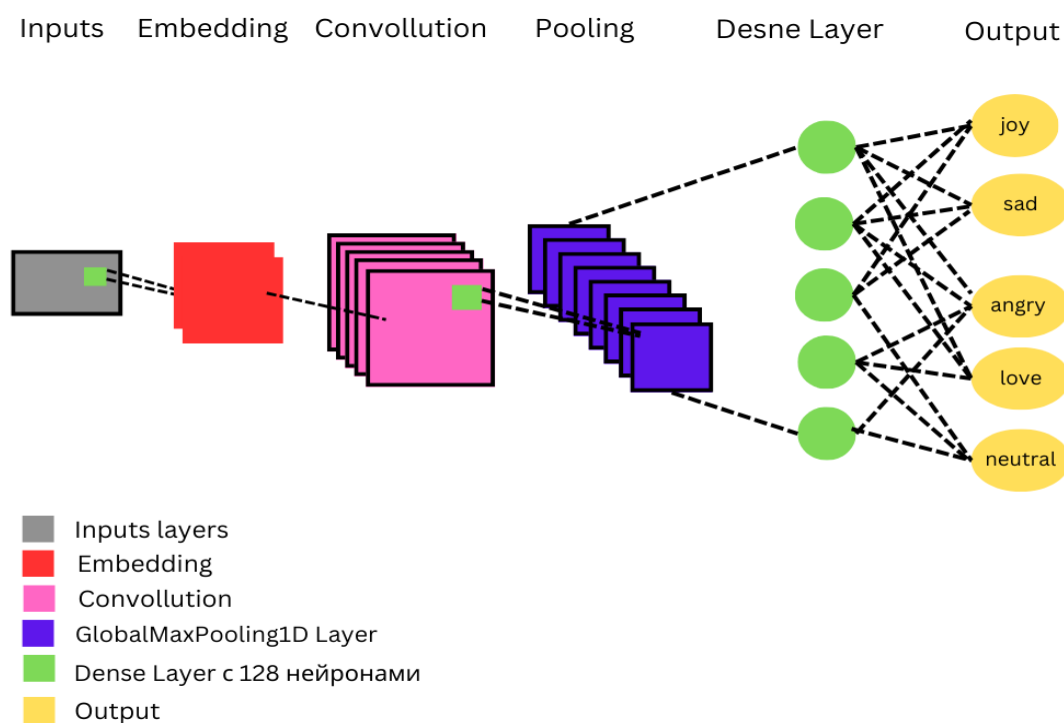 Inputs Embedding Convollution Pooling Desne Layer Output
joy
sad
angry
love
neutral
Inputs layers
Embedding
Convollution
GlobalMaxPooling1D Layer
Dense Layer с 128 нейронами
Output